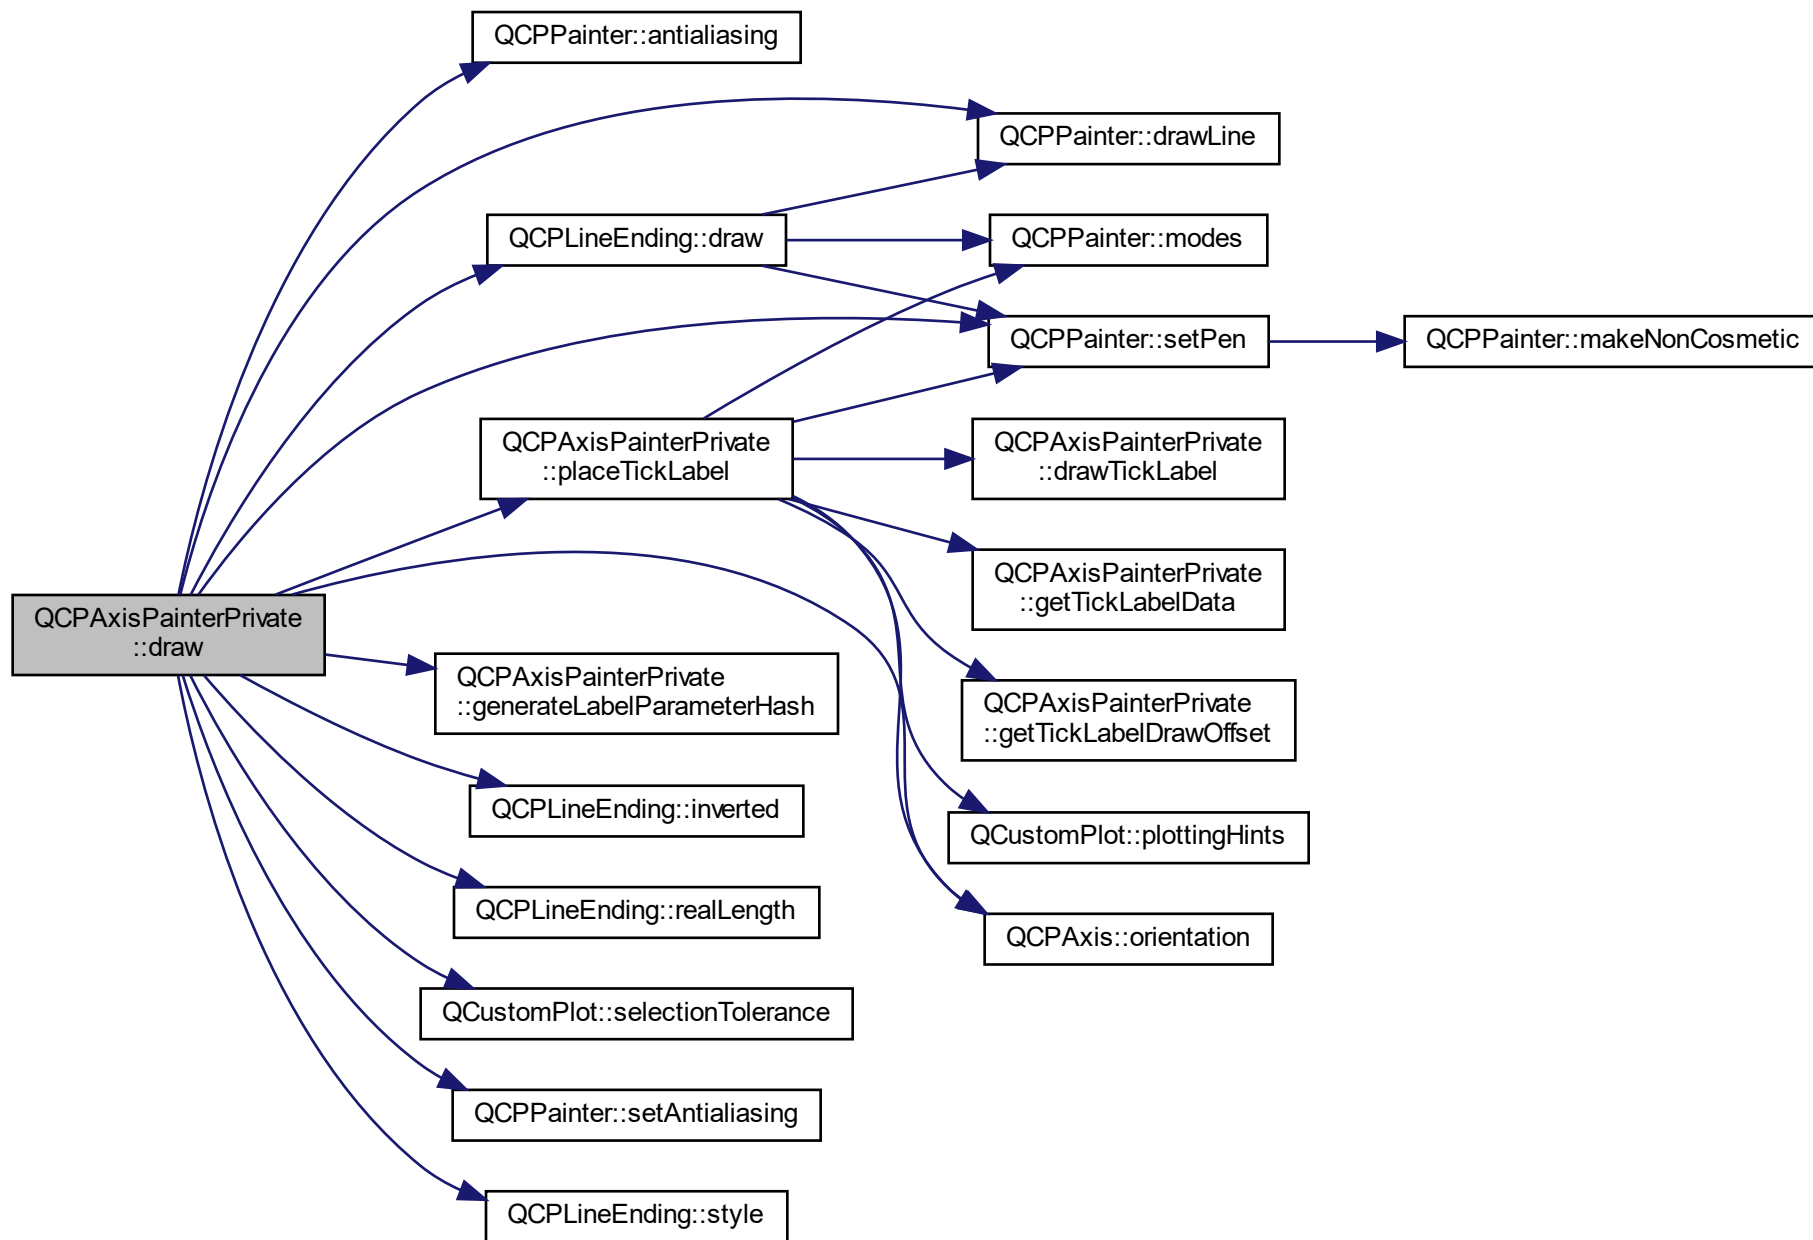 QCPPainter::antialiasing
QCPPainter::drawLine
QCPLineEnding::draw
QCPPainter::modes
QCPPainter::setPen
QCPPainter::makeNonCosmetic
QCPAxisPainterPrivate
::placeTickLabel
QCPAxisPainterPrivate
::drawTickLabel
QCPAxisPainterPrivate
::getTickLabelData
QCPAxisPainterPrivate
::draw
QCPAxisPainterPrivate
::generateLabelParameterHash
QCPAxisPainterPrivate
::getTickLabelDrawOffset
QCPLineEnding::inverted
QCustomPlot::plottingHints
QCPLineEnding::realLength
QCPAxis::orientation
QCustomPlot::selectionTolerance
QCPPainter::setAntialiasing
QCPLineEnding::style